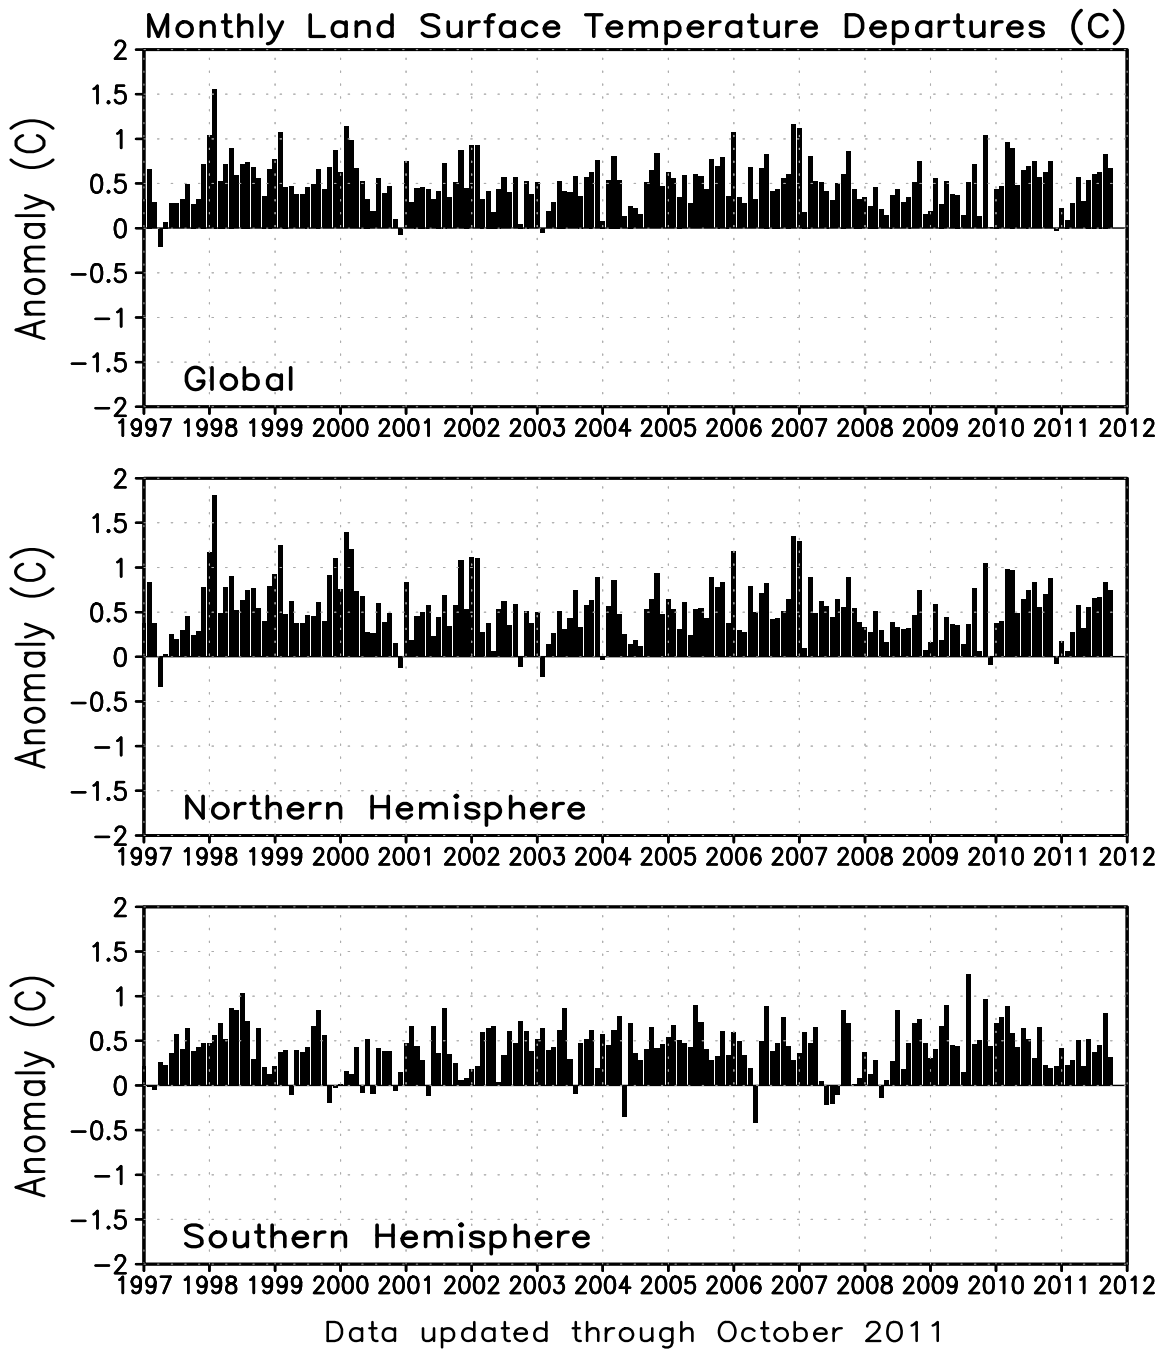 Monthly Land Surface Temperature Departures (C)
2
1.5
1
0.5
0
−0.5
−1
−1.5
−2
Anomaly (C)
Global
1997 1998 1999 2000 2001 2002 2003 2004 2005 2006 2007 2008 2009 2010 2011 2012
2
1.5
1
0.5
0
−0.5
−1
−1.5
−2
Anomaly (C)
Northern Hemisphere
1997 1998 1999 2000 2001 2002 2003 2004 2005 2006 2007 2008 2009 2010 2011 2012
2
1.5
1
0.5
0
−0.5
−1
−1.5
−2
Anomaly (C)
Southern Hemisphere
1997 1998 1999 2000 2001 2002 2003 2004 2005 2006 2007 2008 2009 2010 2011 2012
Data updated through October 2011